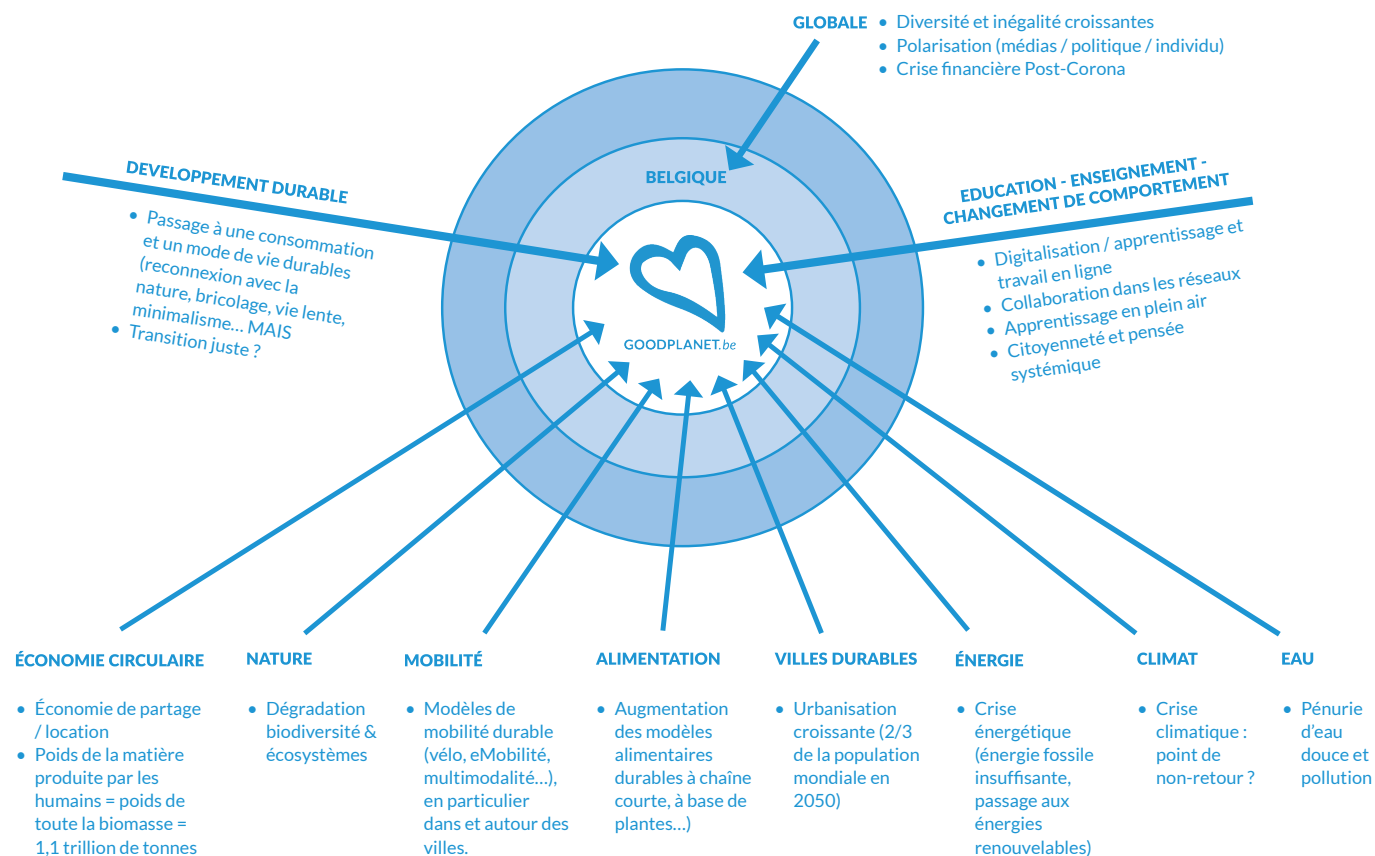 GLOBALE
• Diversité et inégalité croissantes
• Polarisation (médias / politique / individu)
• Crise financière Post-Corona
DEVELOPPEMENT DURABLE
• Passage à une consommation
et un mode de vie durables
(reconnexion avec la
nature, bricolage, vie lente,
minimalisme... MAIS
• Transition juste ?
BELGIQUE
EDUCATION - ENSEIGNEMENT -
CHANGEMENT DE COMPORTEMENT
• Digitalisation / apprentissage et
travail en ligne
• Collaboration dans les réseaux
• Apprentissage en plein air
• Citoyenneté et pensée
systémique
GOODPLANET.be
ÉCONOMIE CIRCULAIRE
• Économie de partage
/ location
• Poids de la matière
produite par les
humains = poids de
toute la biomasse =
1,1 trillion de tonnes
NATURE
• Dégradation
biodiversité &
écosystèmes
MOBILITÉ
• Modèles de
mobilité durable
(vélo, eMobilité,
multimodalité...),
en particulier
dans et autour des
villes.
ALIMENTATION
• Augmentation
des modèles
alimentaires
durables à chaîne
courte, à base de
plantes...)
VILLES DURABLES
• Urbanisation
croissante (2/3
de la population
mondiale en
2050)
ÉNERGIE
• Crise
énergétique
(énergie fossile
insuffisante,
passage aux
énergies
renouvelables)
CLIMAT
• Crise
climatique :
point de
non-retour ?
EAU
• Pénurie
d'eau
douce et
pollution